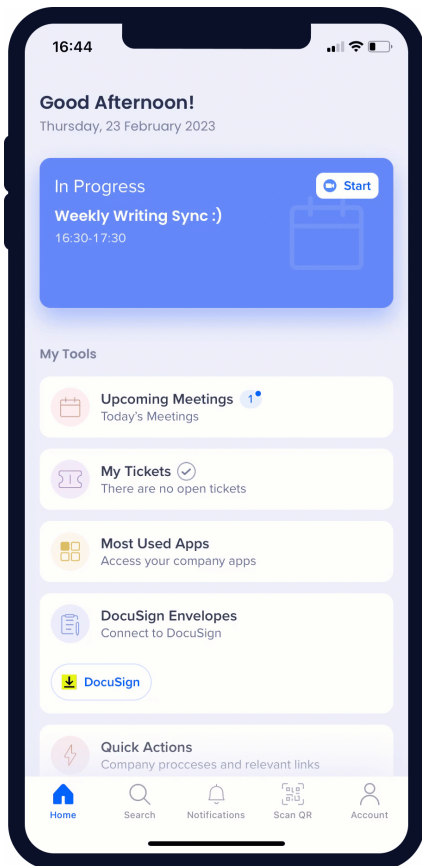 16:44
Good Afternoon!
Thursday, 23 February 2023
In Progress
Start
Weekly Writing Sync :)
16:30-17:30
My Tools
Upcoming Meetings 1
Today's Meetings
My Tickets
There are no open tickets
Most Used Apps
Access your company apps
DocuSign Envelopes
Connect to DocuSign
DocuSign
Quick Actions
Company proccesses and relevant links
Home Search Notifications Scan QR Account